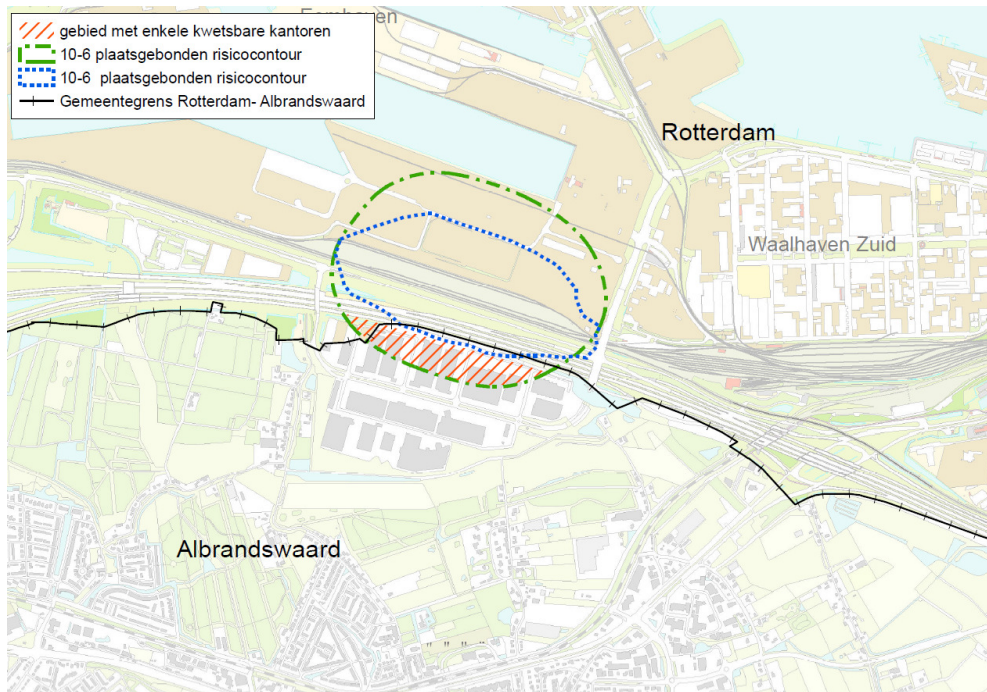 Eemhaven
gebied met enkele kwetsbare kantoren
10-6 plaatsgebonden risicocontour
10-6 plaatsgebonden risicocontour
Gemeentegrens Rotterdam- Albrandswaard
Rotterdam
Waalhaven Zuid
Albrandswaard